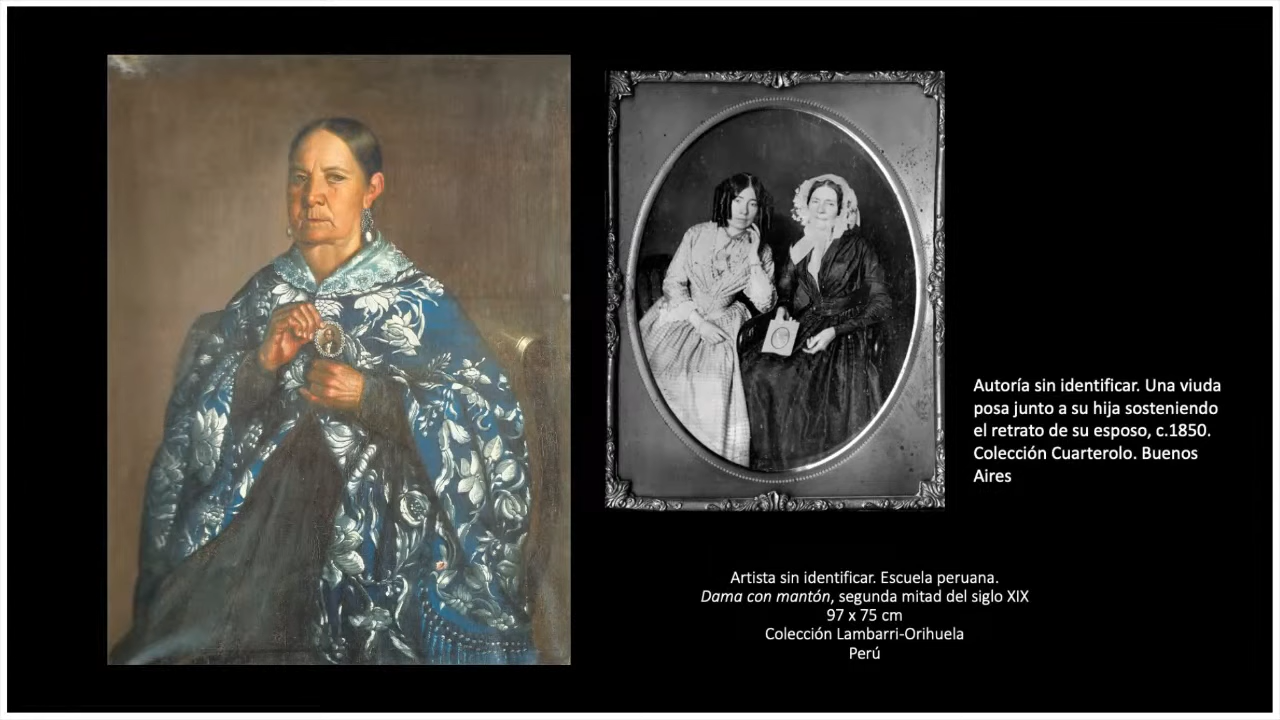 Autoría sin identificar. Una viuda
posa junto a su hija sosteniendo
el retrato de su esposo, c.1850.
Colección Cuarterolo. Buenos
Aires
Artista sin identificar. Escuela peruana.
Dama con mantón, segunda mitad del siglo XIX
97 x 75 cm
Colección Lambarri-Orihuela
Perú